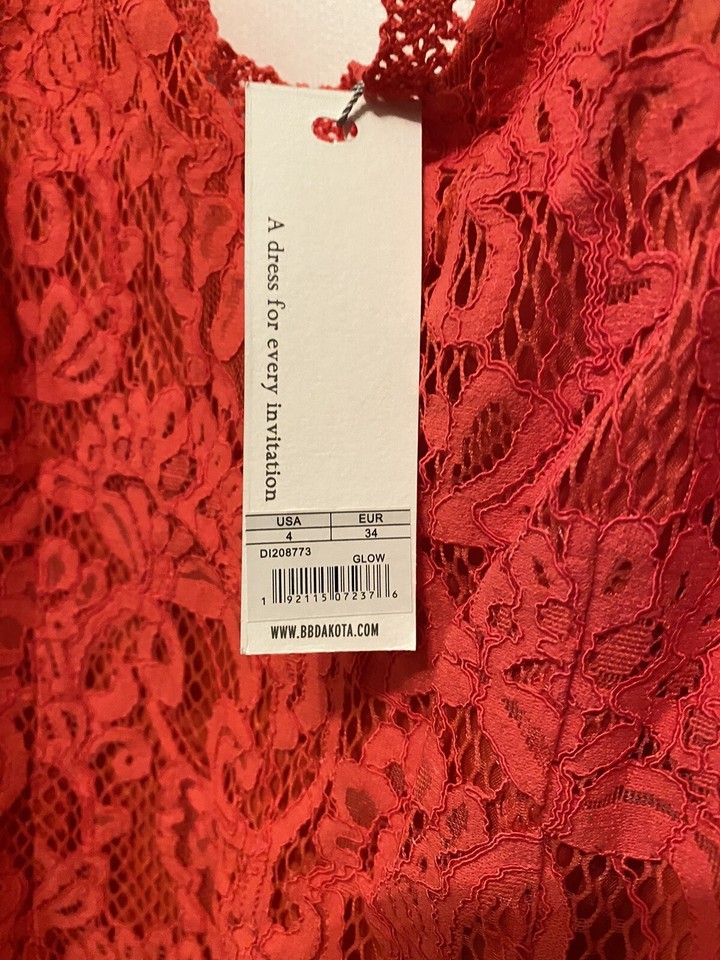 A dress for every invitation
USA EUR
4 34
DI208773
GLOW
1 92115 07237 6
WWW.BBDAKOTA.COM